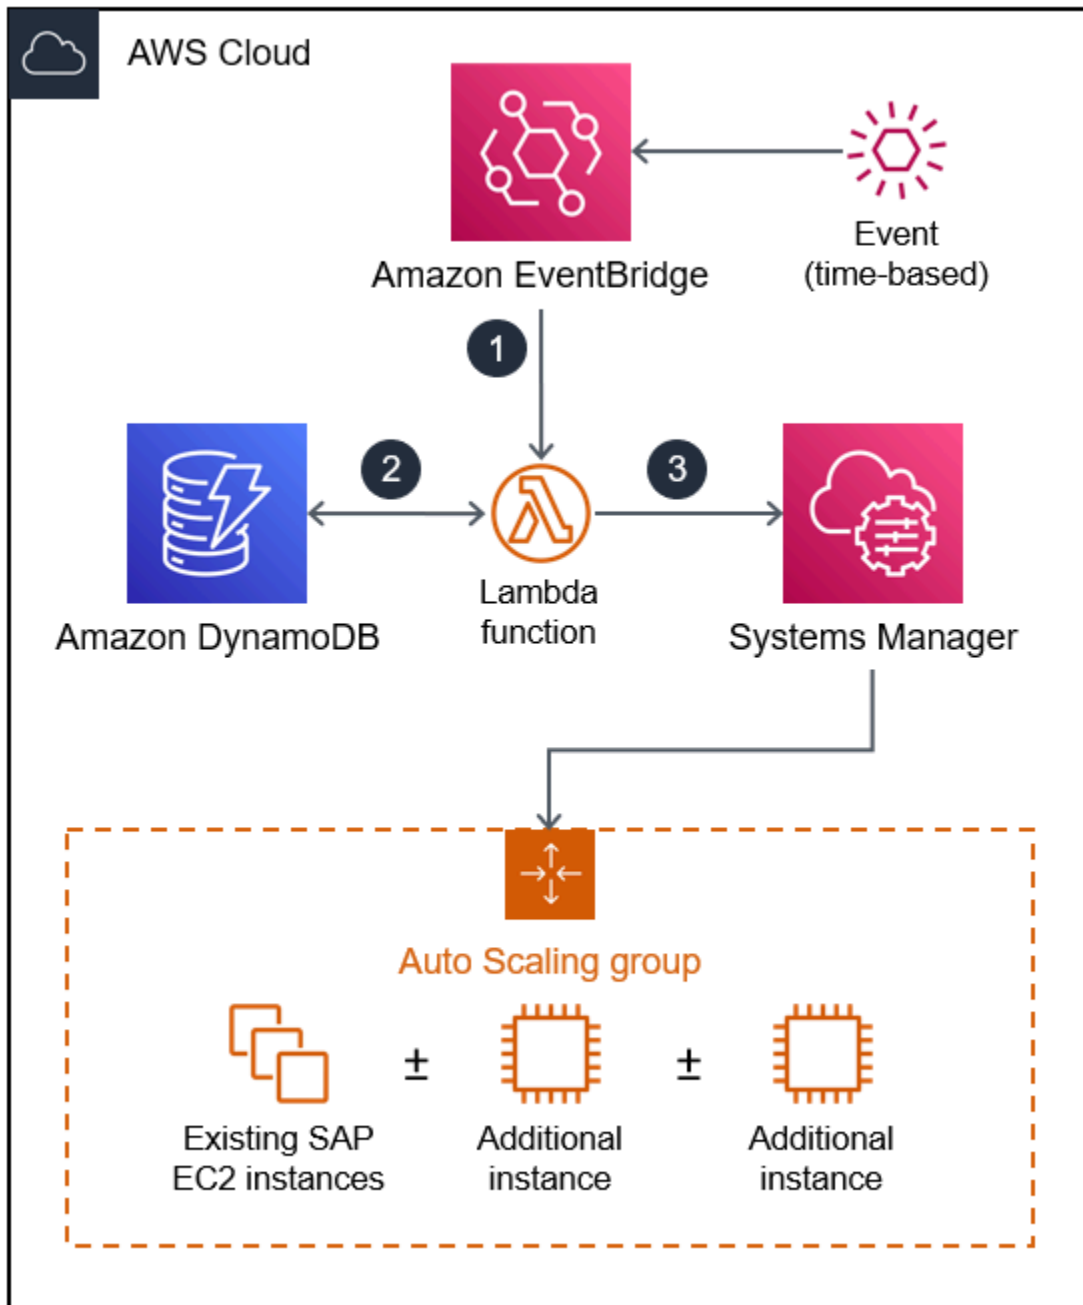 AWS Cloud
Amazon EventBridge
Event
(time-based)
1
2
3
Amazon DynamoDB
Lambda
function
Systems Manager
Auto Scaling group
Existing SAP
EC2 instances
±
Additional
instance
±
Additional
instance